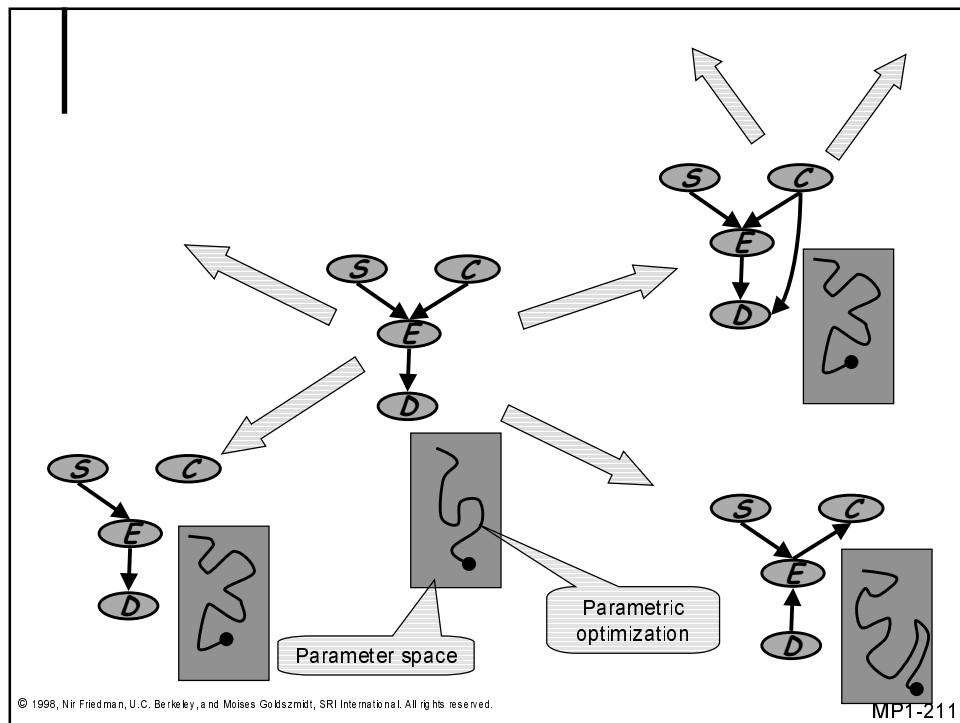 S C
E
D
S C
E
D
S C
E
D
S C
E
D
Parameter space
Parametric
optimization
© 1998, Nir Friedman, U.C. Berkeley, and Moises Goldszmidt, SRI International. All rights reserved.
MP1-211